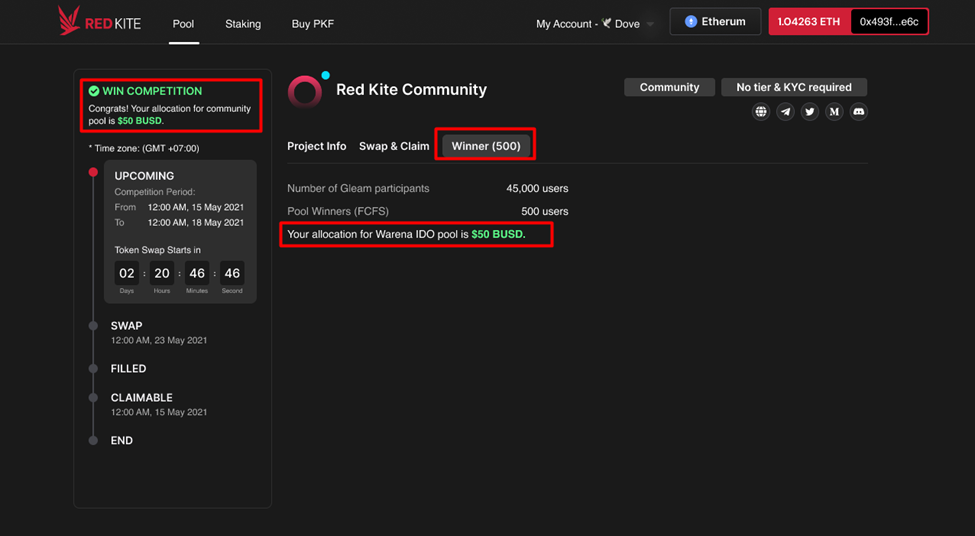 REDKITE
Pool
Staking
Buy PKF
My Account - Dove
Etherum
1.04263 ETH
0x493f...e6c
WIN COMPETITION
Congrats! Your allocation for community
pool is $50 BUSD.
* Time zone: (GMT +07:00)
UPCOMING
Competition Period:
From 12:00 AM, 15 May 2021
To 12:00 AM, 18 May 2021
Token Swap Starts in
02 : 20 : 46 : 46
Days Hours Minutes Second
SWAP
12:00 AM, 23 May 2021
FILLED
CLAIMABLE
12:00 AM, 15 May 2021
END
Red Kite Community
Community
No tier & KYC required
M
Project Info
Swap & Claim
Winner (500)
Number of Gleam participants 45,000 users
Pool Winners (FCFS) 500 users
Your allocation for Warena IDO pool is $50 BUSD.